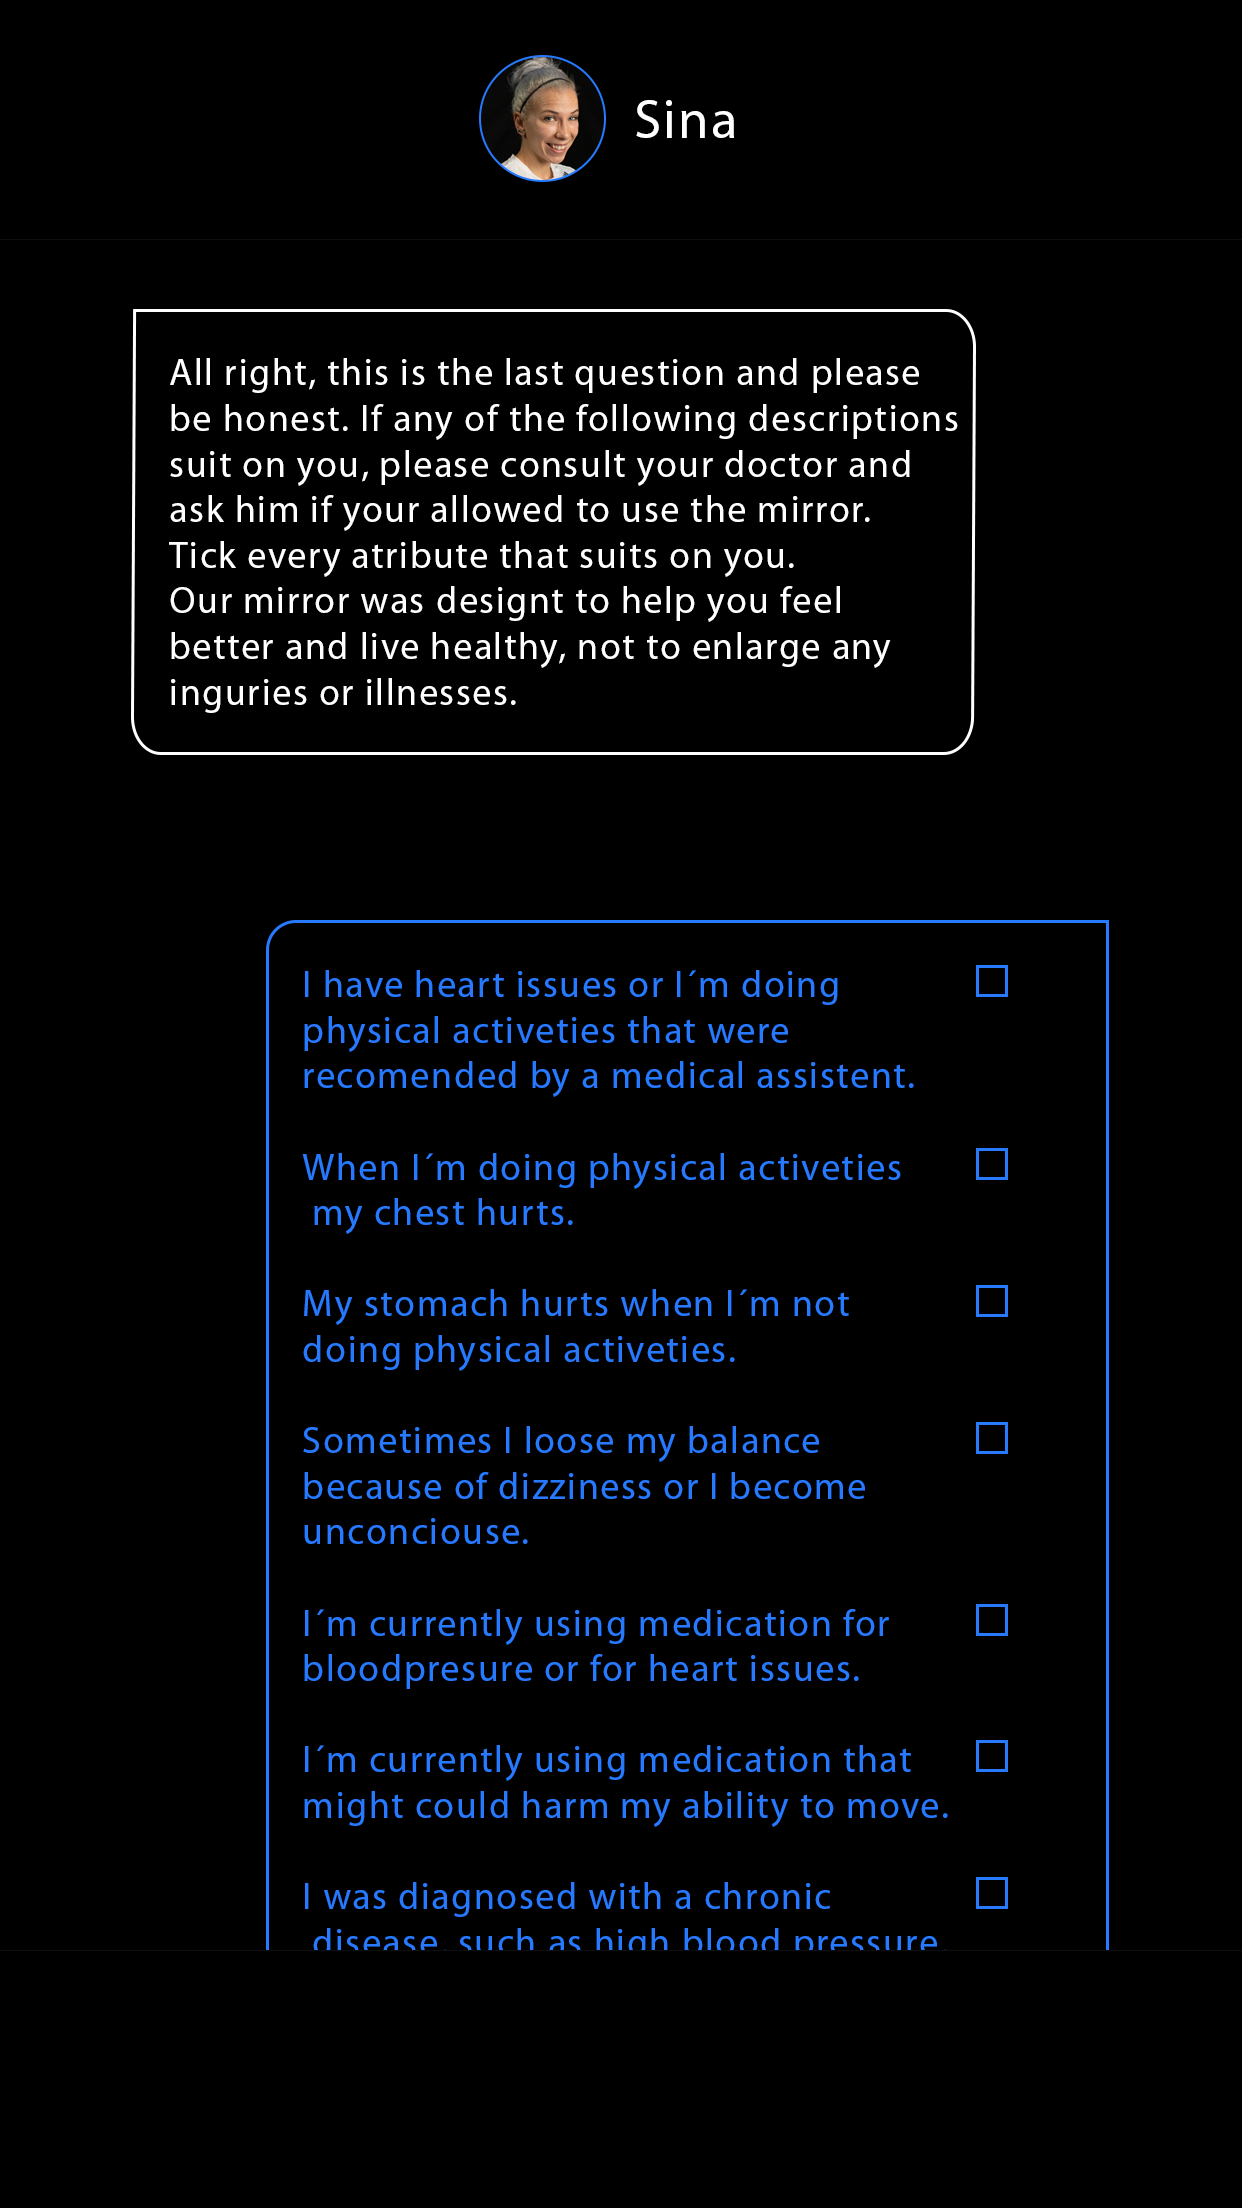 Sina
All right, this is the last question and please
be honest. If any of the following descriptions
suit on you, please consult your doctor and
ask him if your allowed to use the mirror.
Tick every atribute that suits on you.
Our mirror was designt to help you feel
better and live healthy, not to enlarge any
inguries or illnesses.
I have heart issues or I´m doing
physical activeties that were
recomended by a medical assistent.
When I´m doing physical activeties
my chest hurts.
My stomach hurts when I´m not
doing physical activeties.
Sometimes I loose my balance
because of dizziness or I become
unconciouse.
I´m currently using medication for
bloodpresure or for heart issues.
I´m currently using medication that
might could harm my ability to move.
I was diagnosed with a chronic
disease, such as high blood pressure,